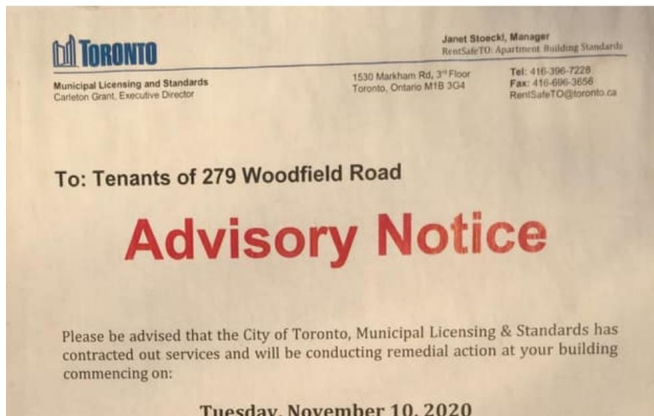 TORONTO
Janet Stoeckl, Manager
RentSafeTO: Apartment Building Standards
Municipal Licensing and Standards
Carleton Grant, Executive Director
1530 Markham Rd, 3rd Floor
Toronto, Ontario M1B 3G4
Tel: 416-396-7228
Fax: 416-696-3656
RentSafeTO@toronto.ca
To: Tenants of 279 Woodfield Road
Advisory Notice
Please be advised that the City of Toronto, Municipal Licensing & Standards has
contracted out services and will be conducting remedial action at your building
commencing on:
Tuesday, November 10, 2020